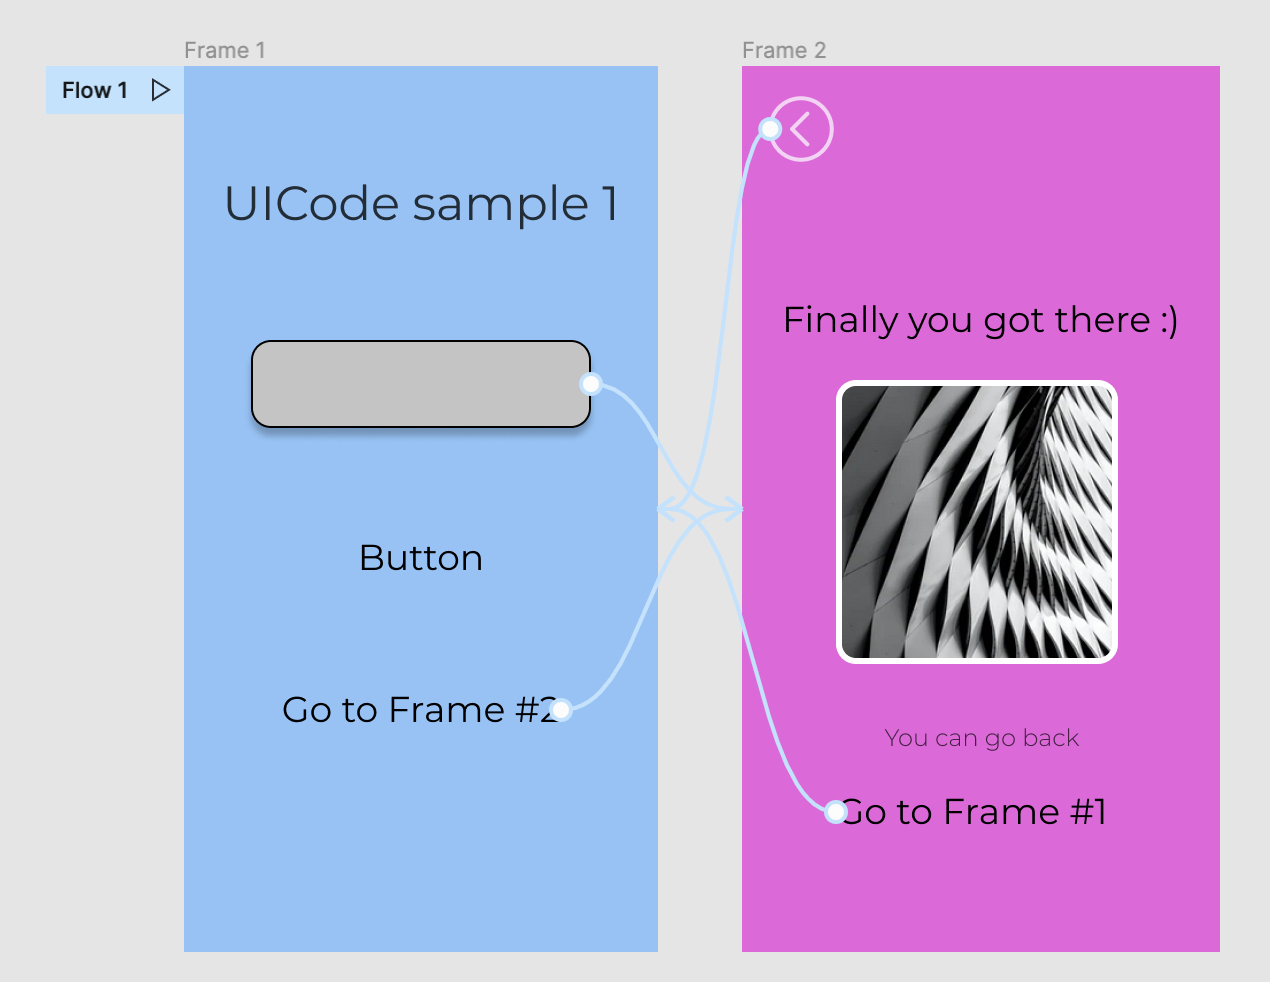 Frame 1
Frame 2
Flow 1
UICode sample 1
Button
Go to Frame #2
Finally you got there :)
You can go back
Go to Frame #1